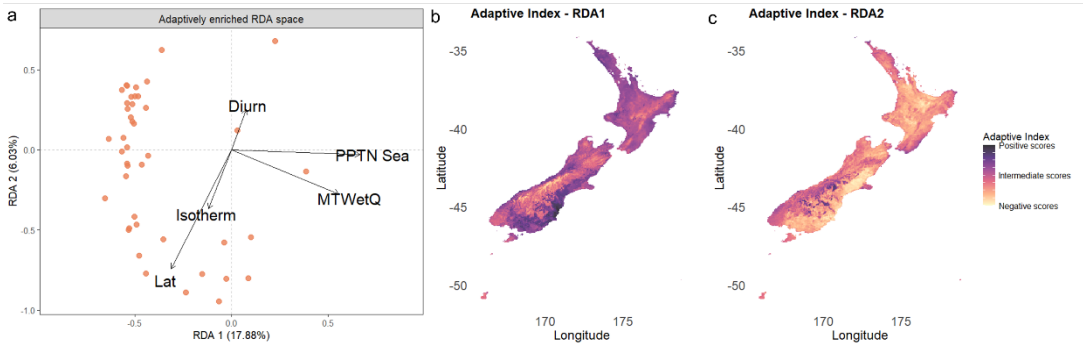 a
Adaptively enriched RDA space
0.5
0.0
-0.5
-1.0
RDA 2 (6.03%)
Diurn
PPTN Sea
MTWetQ
Isotherm
Lat
-0.5
0.0
0.5
RDA 1 (17.88%)
b
Adaptive Index - RDA1
-35
-40
-45
-50
Latitude
170
175
Longitude
c
Adaptive Index - RDA2
-35
-40
-45
-50
Latitude
170
175
Longitude
Adaptive Index
Positive scores
Intermediate scores
Negative scores